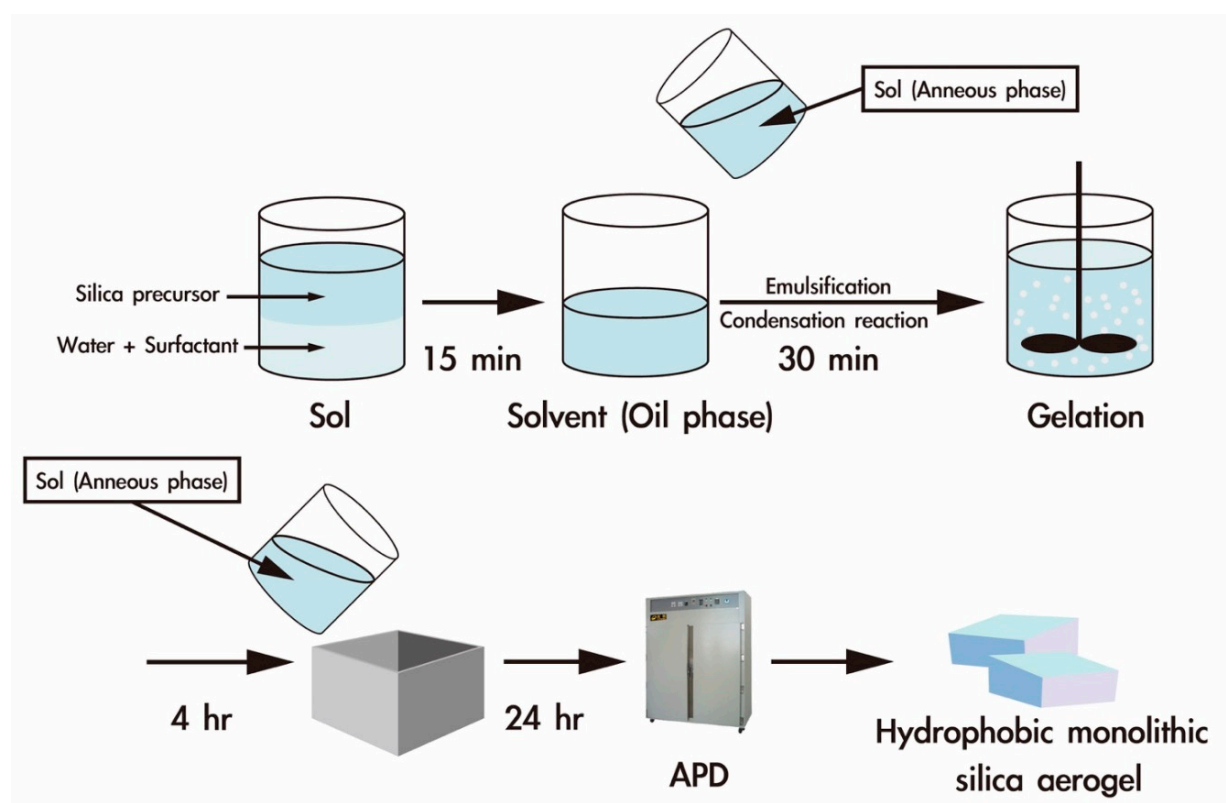 Sol (Anneous phase)
Silica precursor
Water + Surfactant
15 min
Emulsification
Condensation reaction
30 min
Sol
Solvent (Oil phase)
Gelation
Sol (Anneous phase)
4 hr
24 hr
APD
Hydrophobic monolithic
silica aerogel